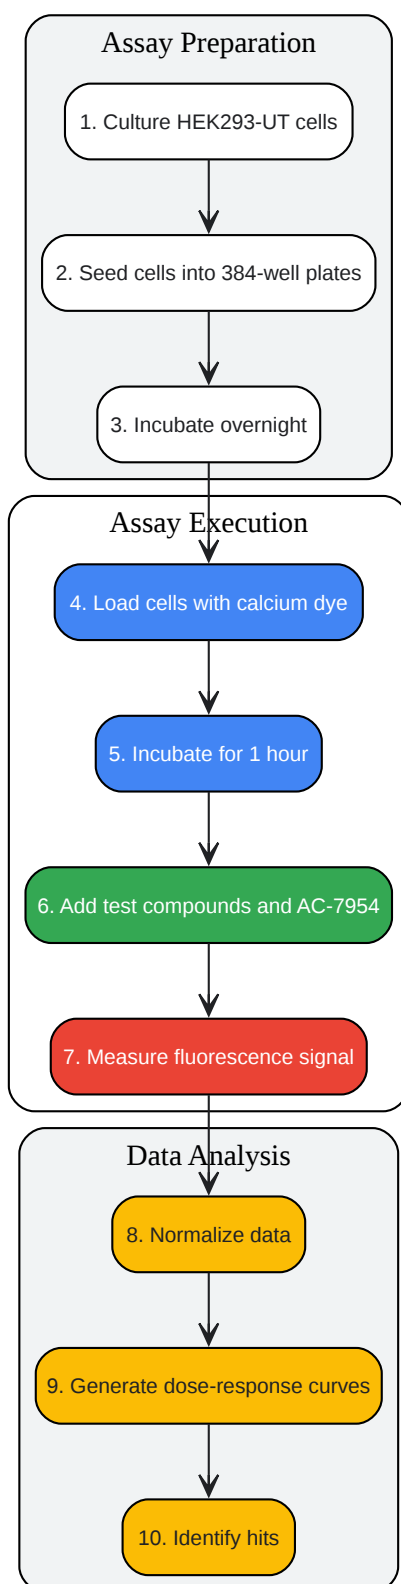 Assay Preparation
1. Culture HEK293-UT cells
2. Seed cells into 384-well plates
3. Incubate overnight
Assay Execution
4. Load cells with calcium dye
5. Incubate for 1 hour
6. Add test compounds and AC-7954
7. Measure fluorescence signal
Data Analysis
8. Normalize data
9. Generate dose-response curves
10. Identify hits